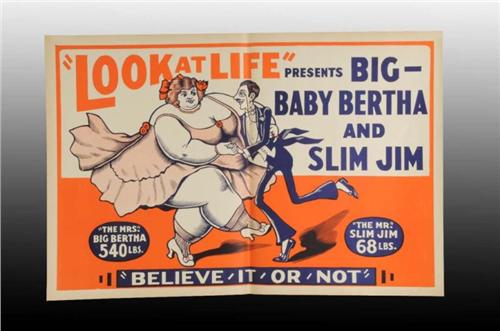 "LOOK AT LIFE" PRESENTS BIG—
BABY BERTHA
AND
SLIM JIM
"THE MRS."
BIG BERTHA
540 LBS.
"THE MR."
SLIM JIM
68 LBS.
"BELIEVE-IT-OR-NOT"